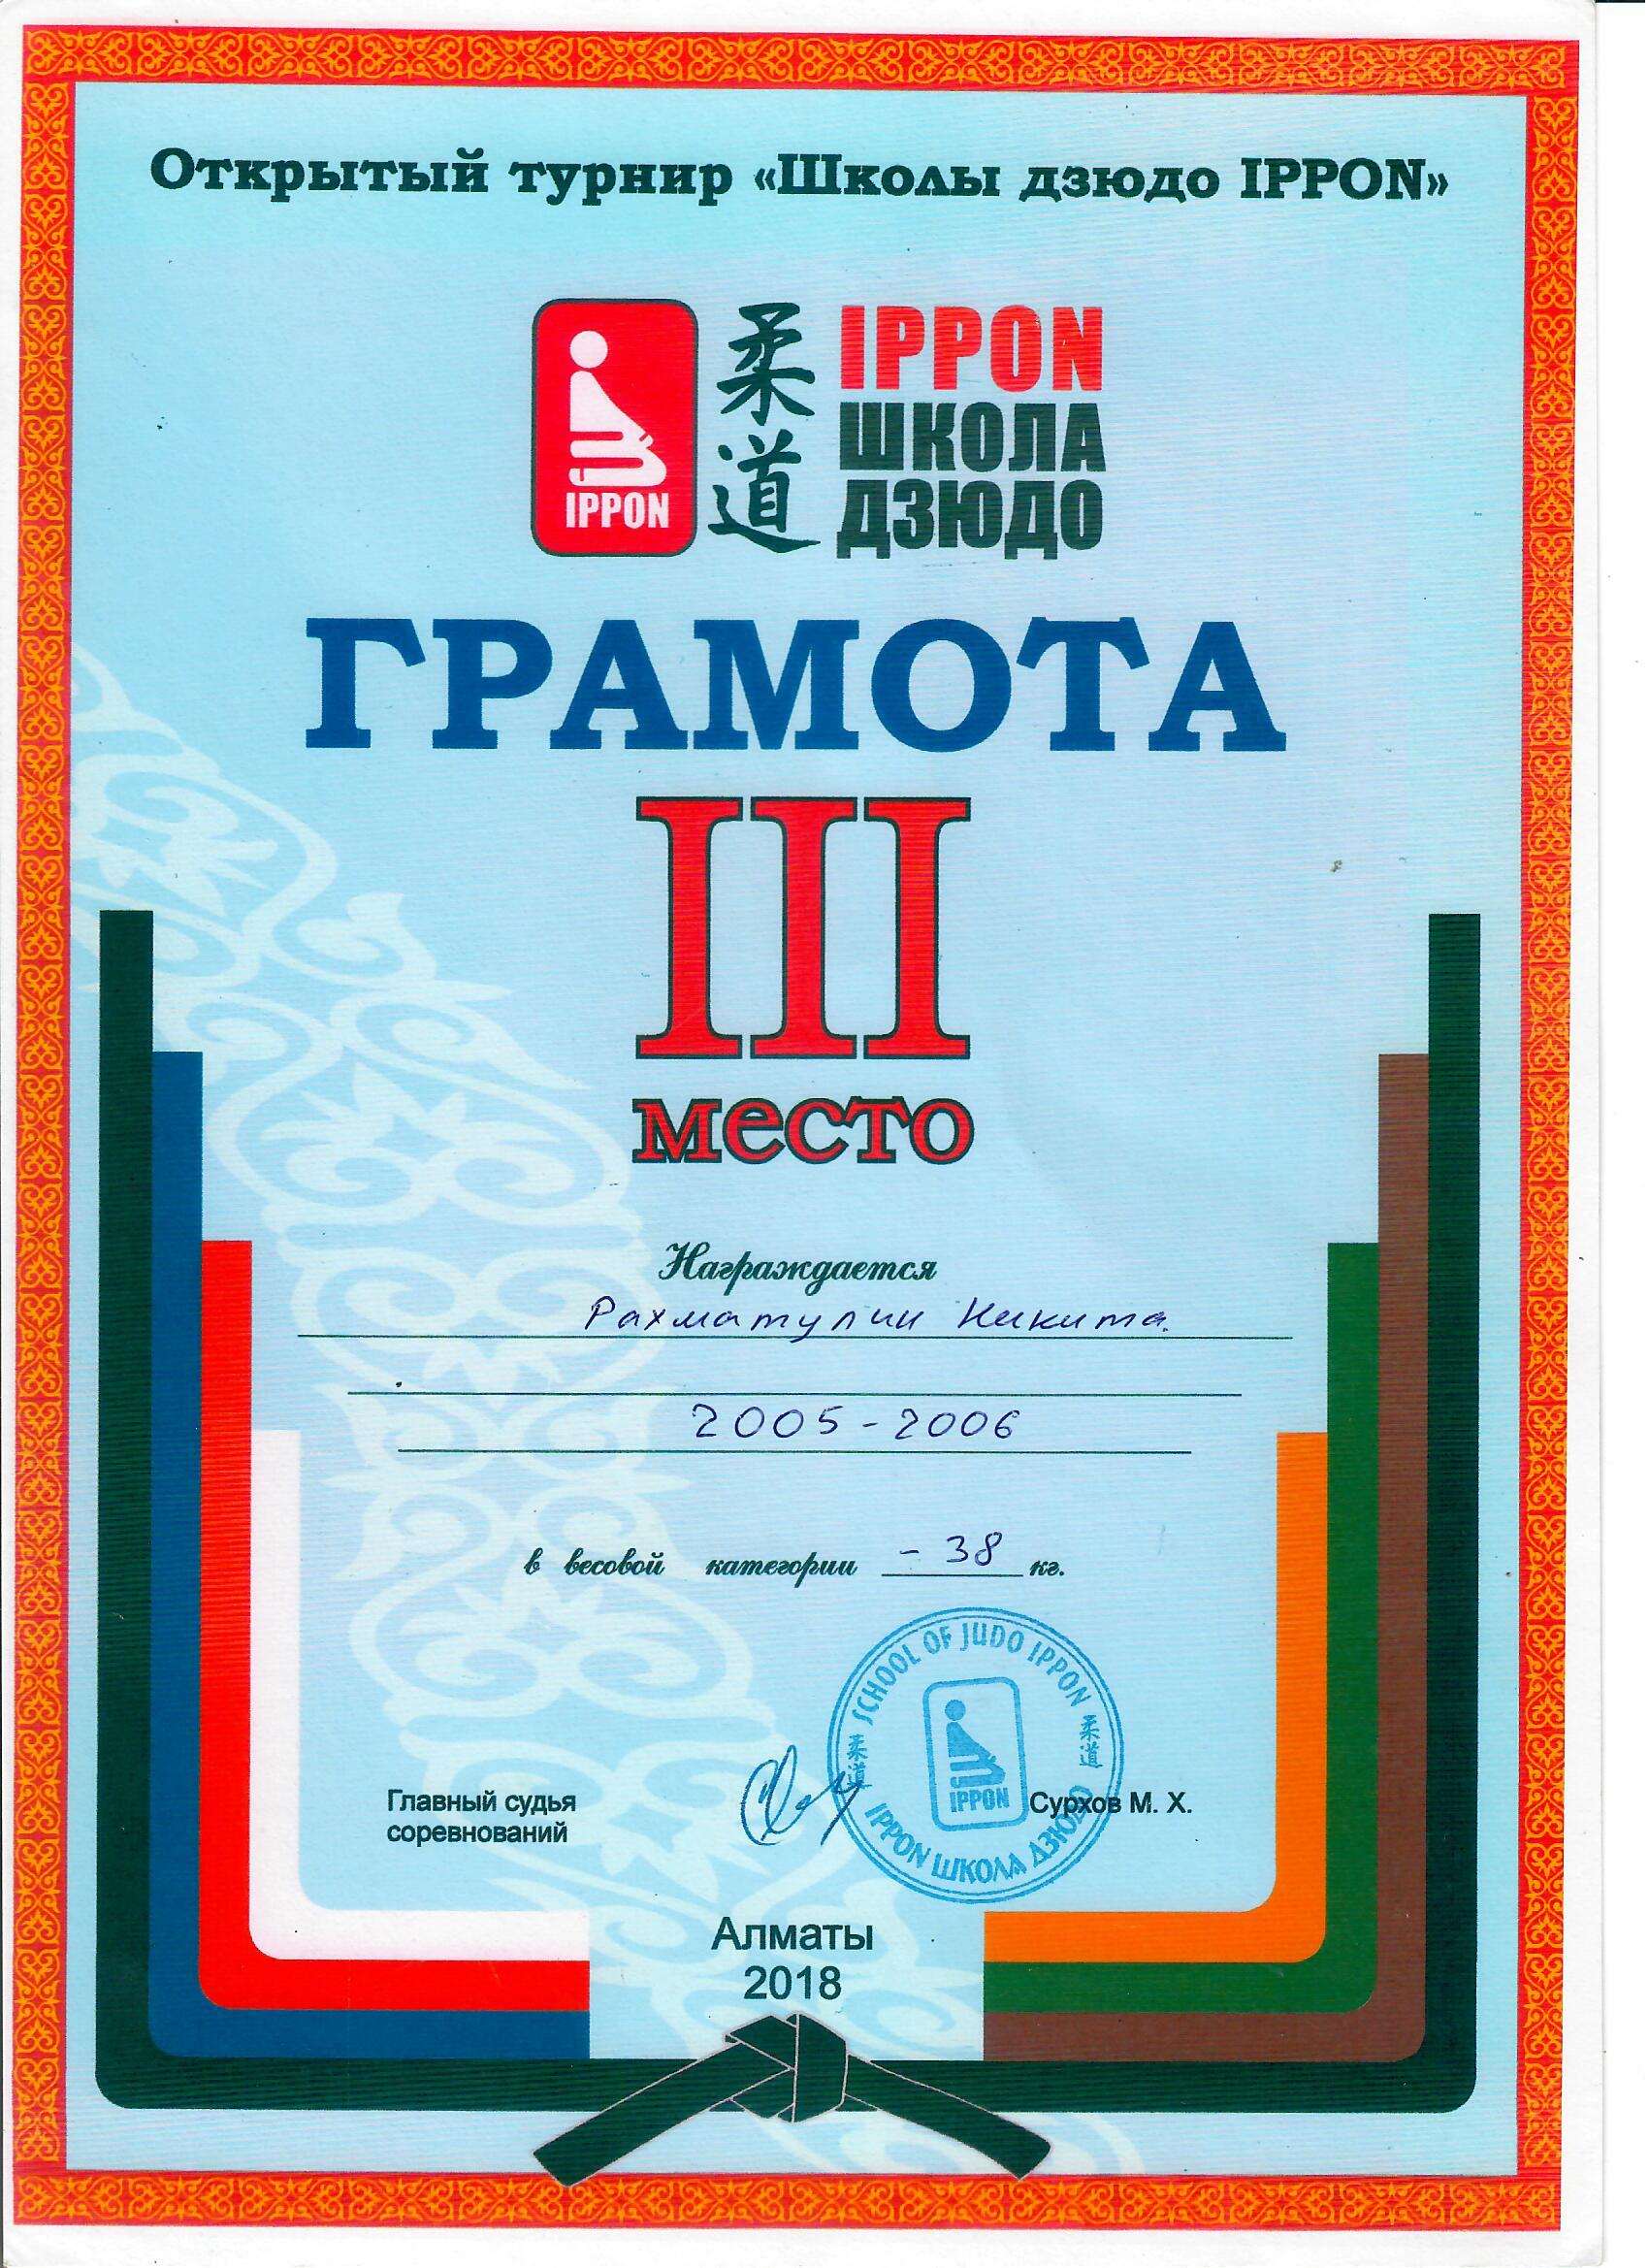 Открытый турнир «Школы дзюдо IPPON»
IPPON
柔道
IPPON
ШКОЛА
ДЗЮДО
ГРАМОТА
III
место
Награждается
Рахматулин Никита.
2005-2006
в весовой категории - 38 кг.
SCHOOL OF JUDO IPPON
柔道
柔道
IPPON
IPPON ШКОЛА ДЗЮДО
Главный судья
соревнований
Сурхов М. Х.
Алматы
2018